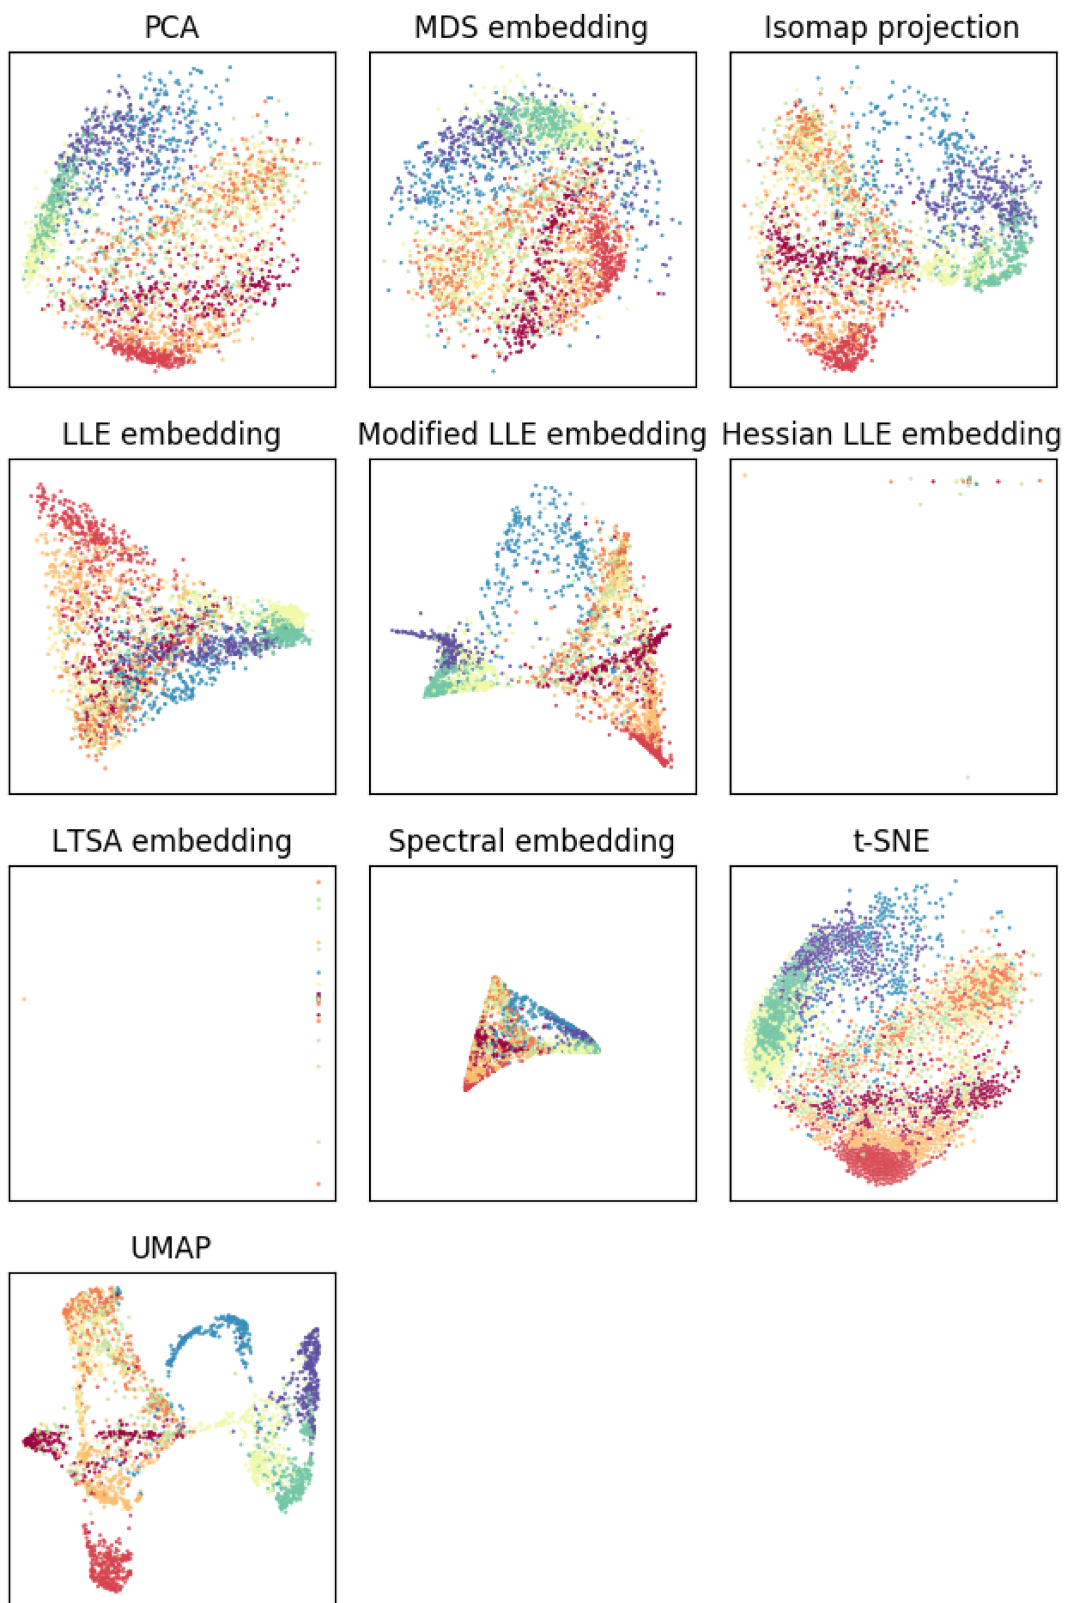 PCA
MDS embedding
Isomap projection
LLE embedding
Modified LLE embedding
Hessian LLE embedding
LTSA embedding
Spectral embedding
t-SNE
UMAP